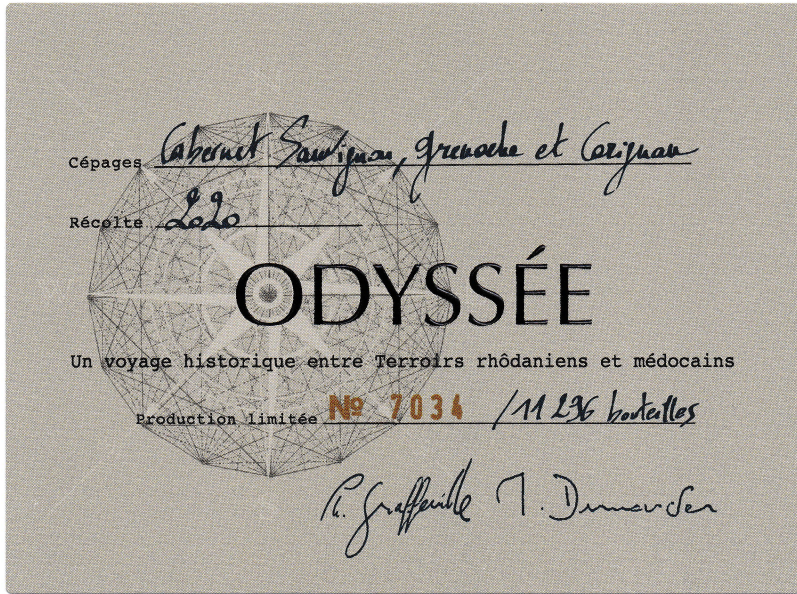 Cépages Cabernet Sauvignon, Grenache et Carignan
Récolte 2020
ODYSSÉE
Un voyage historique entre Terroirs rhôdaniens et médocains
Production limitée Nº 7034 /11 296 bouteilles